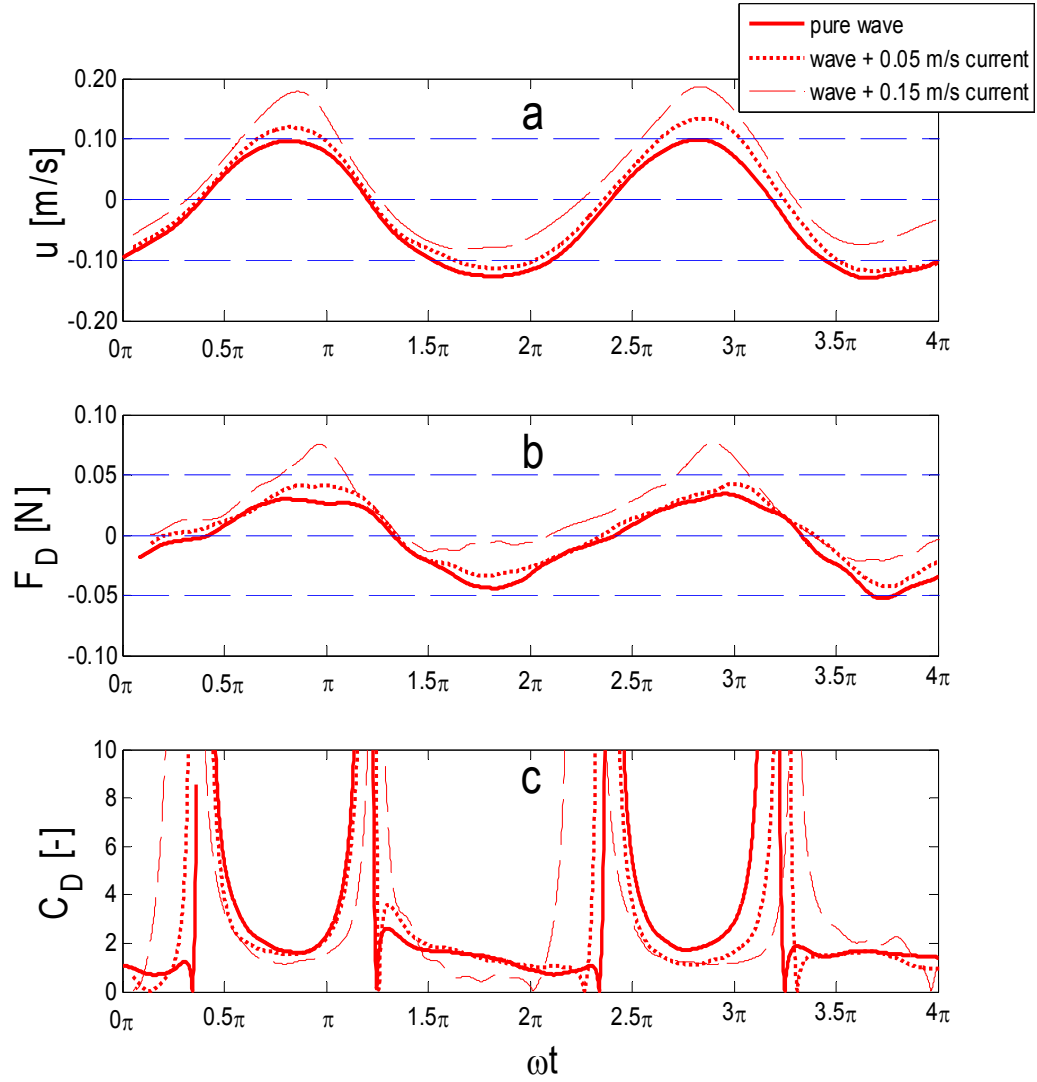 pure wave
wave + 0.05 m/s current
wave + 0.15 m/s current
a
u [m/s]
0.20
0.10
0
-0.10
-0.20
0π 0.5π π 1.5π 2π 2.5π 3π 3.5π 4π
b
F_D [N]
0.10
0.05
0
-0.05
-0.10
0π 0.5π π 1.5π 2π 2.5π 3π 3.5π 4π
c
C_D [-]
10
8
6
4
2
0
0π 0.5π π 1.5π 2π 2.5π 3π 3.5π 4π
ωt